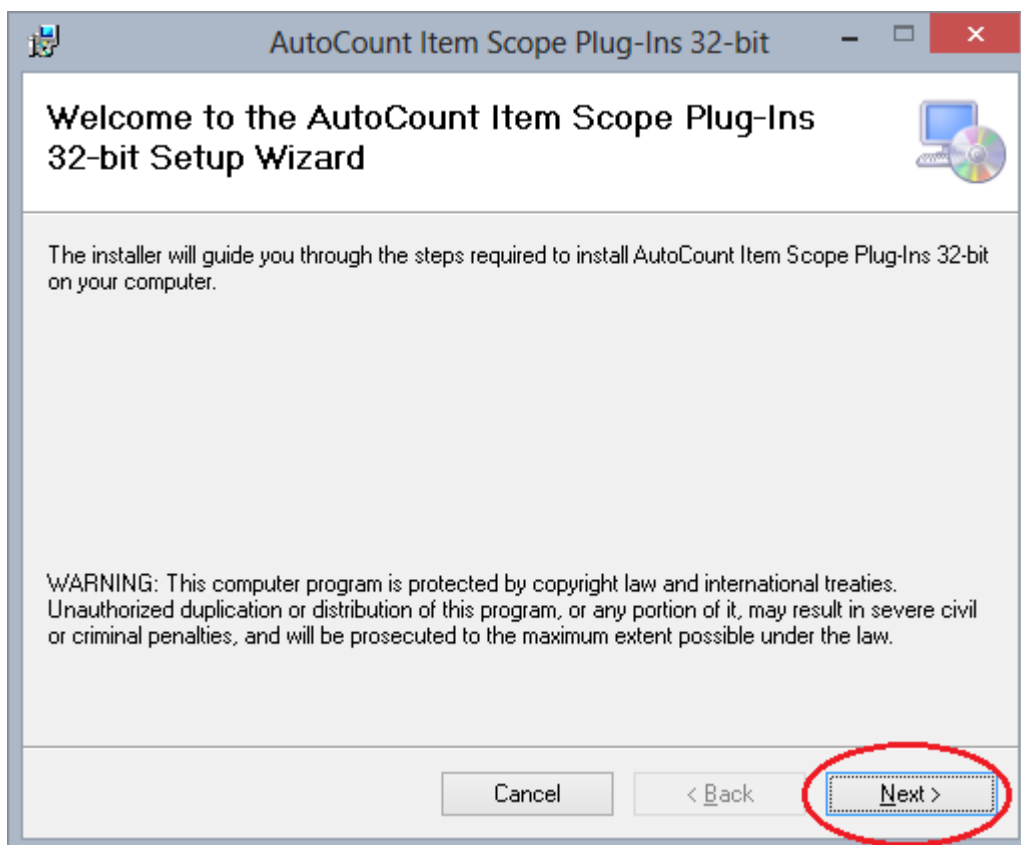 AutoCount Item Scope Plug-Ins 32-bit
Welcome to the AutoCount Item Scope Plug-Ins
32-bit Setup Wizard
The installer will guide you through the steps required to install AutoCount Item Scope Plug-Ins 32-bit
on your computer.
WARNING: This computer program is protected by copyright law and international treaties.
Unauthorized duplication or distribution of this program, or any portion of it, may result in severe civil
or criminal penalties, and will be prosecuted to the maximum extent possible under the law.
Cancel < Back Next >